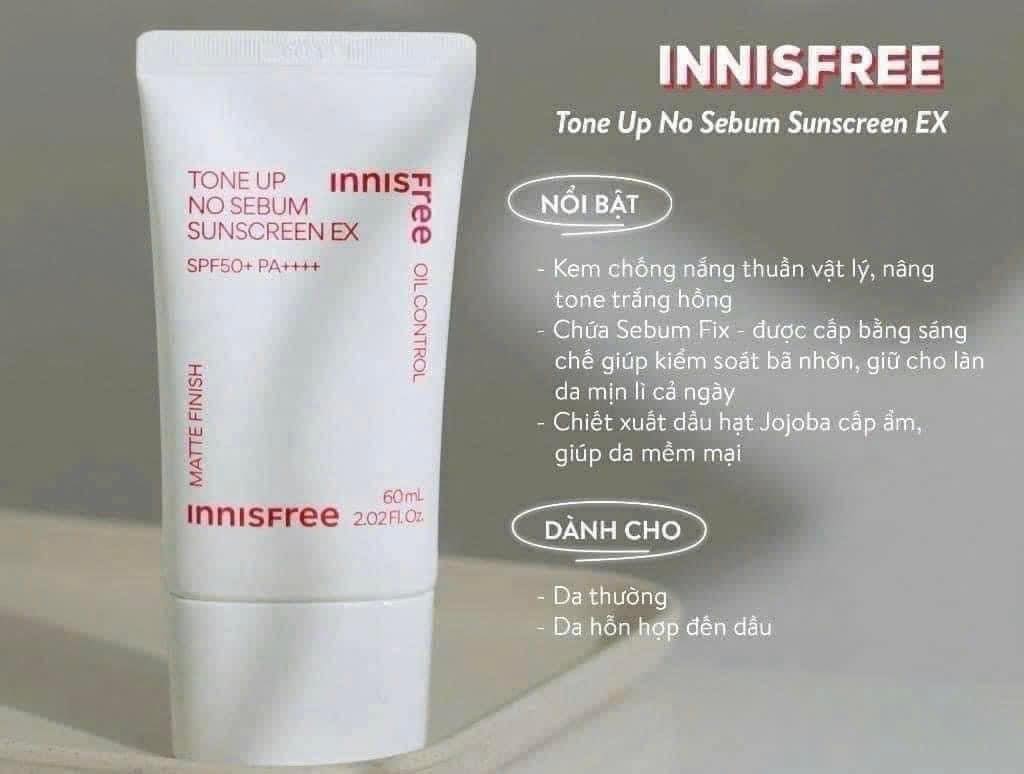 INNISFREE
Tone Up No Sebum Sunscreen EX
TONE UP
NO SEBUM
SUNSCREEN EX
SPF50+ PA++++
innisfree
OIL CONTROL
MATTE FINISH
innisfree
60 mL
2.02 Fl. Oz.
NỔI BẬT
- Kem chống nắng thuần vật lý, nâng
tone trắng hồng
- Chứa Sebum Fix - được cấp bằng sáng
chế giúp kiểm soát bã nhờn, giữ cho làn
da mịn lì cả ngày
- Chiết xuất dầu hạt Jojoba cấp ẩm,
giúp da mềm mại
DÀNH CHO
- Da thường
- Da hỗn hợp đến dầu